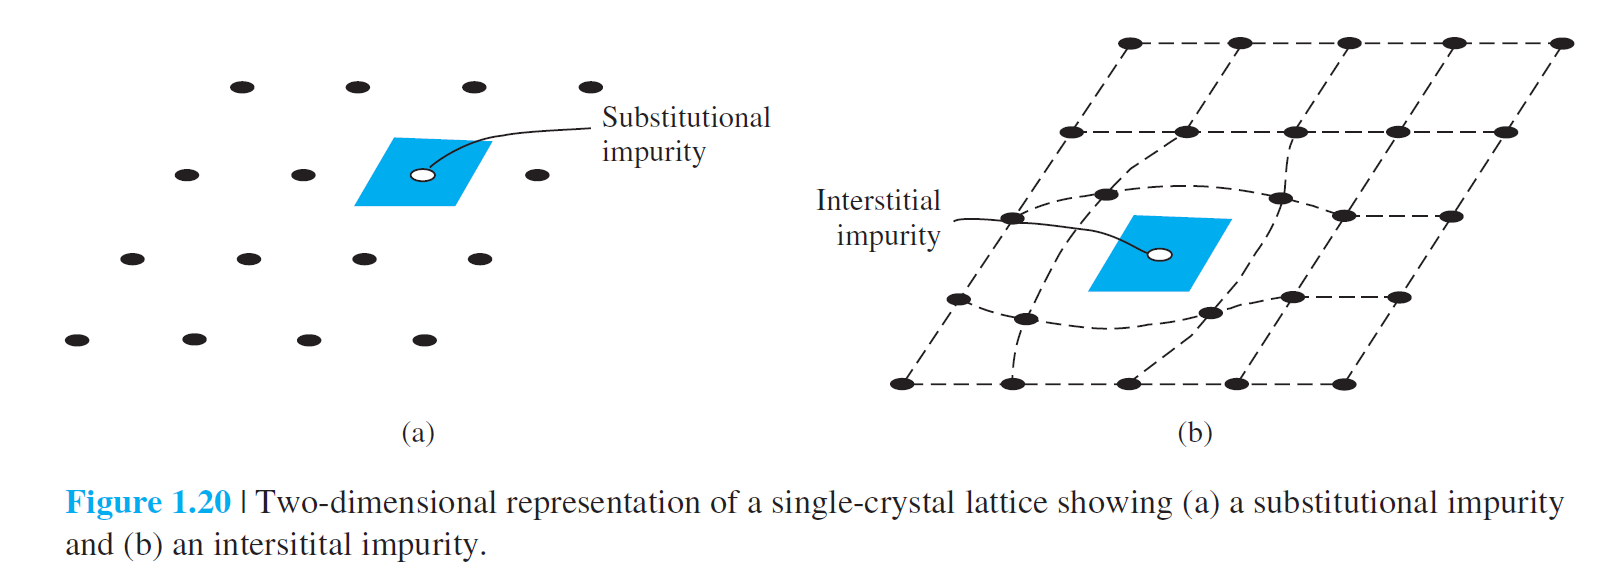 Substitutional
impurity
Interstitial
impurity
(a)
(b)
Figure 1.20 | Two-dimensional representation of a single-crystal lattice showing (a) a substitutional impurity
and (b) an intersitital impurity.